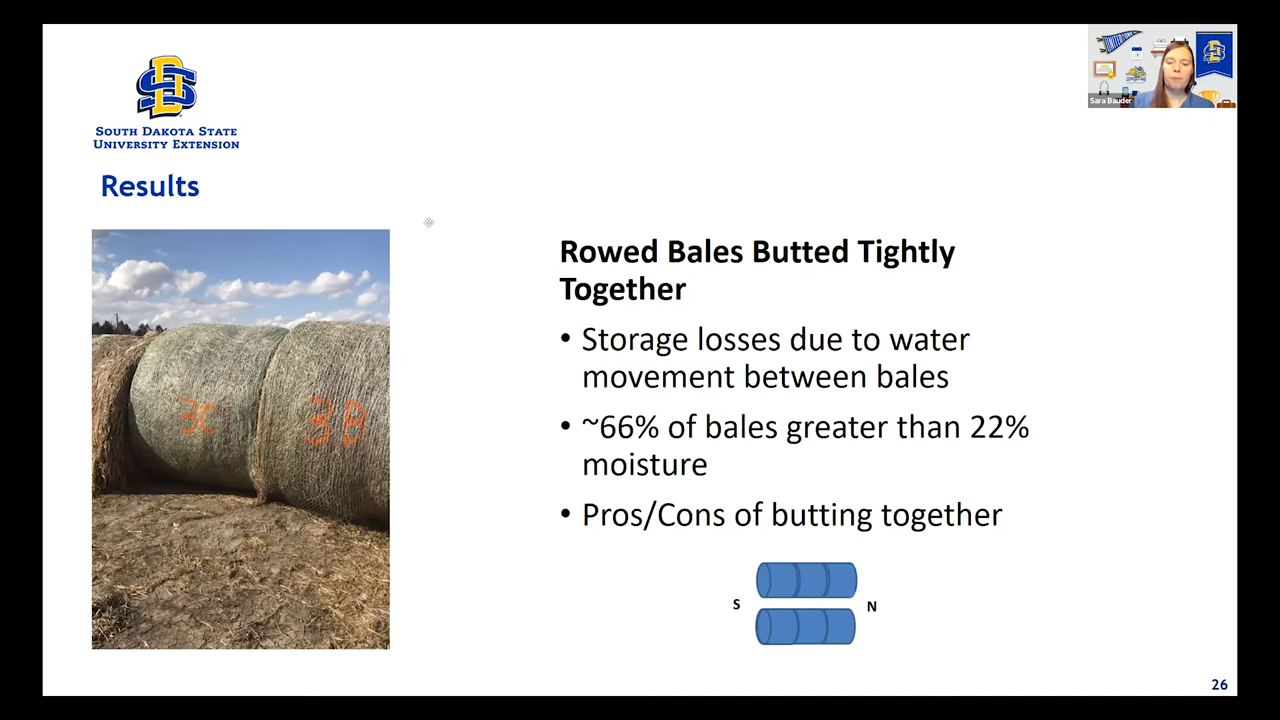 SOUTH DAKOTA STATE
UNIVERSITY EXTENSION
Sara Bauder
Results
Rowed Bales Butted Tightly
Together
• Storage losses due to water
movement between bales
• ~66% of bales greater than 22%
moisture
• Pros/Cons of butting together
3C
3B
S
N
26